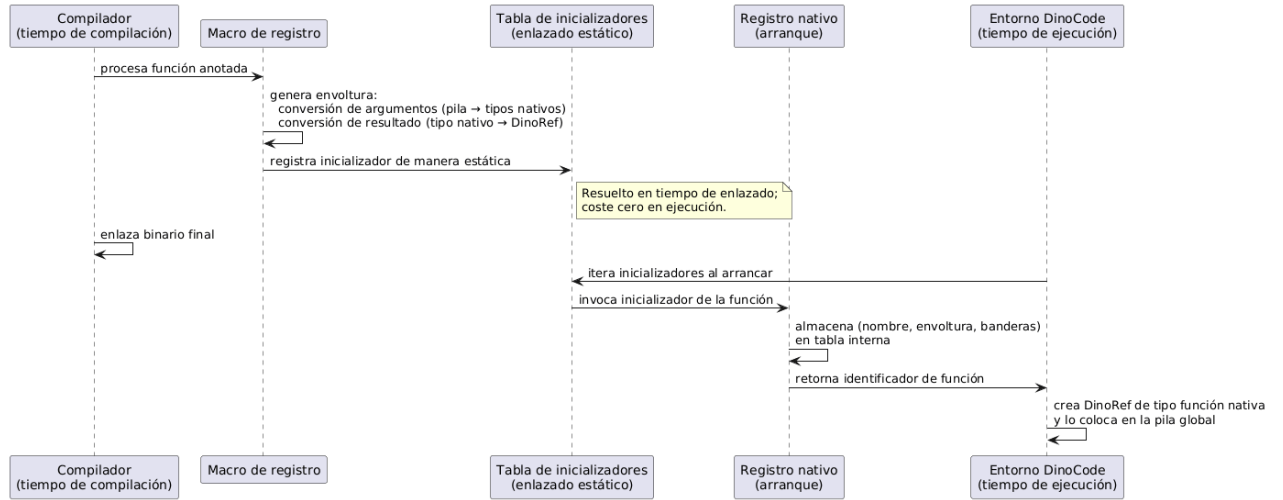 Compilador
(tiempo de compilación)
Macro de registro
Tabla de inicializadores
(enlazado estático)
Registro nativo
(arranque)
Entorno DinoCode
(tiempo de ejecución)
procesa función anotada
genera envoltura:
conversión de argumentos (pila → tipos nativos)
conversión de resultado (tipo nativo → DinoRef)
registra inicializador de manera estática
Resuelto en tiempo de enlazado;
coste cero en ejecución.
enlaza binario final
itera inicializadores al arrancar
invoca inicializador de la función
almacena (nombre, envoltura, banderas)
en tabla interna
retorna identificador de función
crea DinoRef de tipo función nativa
y lo coloca en la pila global
Compilador
(tiempo de compilación)
Macro de registro
Tabla de inicializadores
(enlazado estático)
Registro nativo
(arranque)
Entorno DinoCode
(tiempo de ejecución)